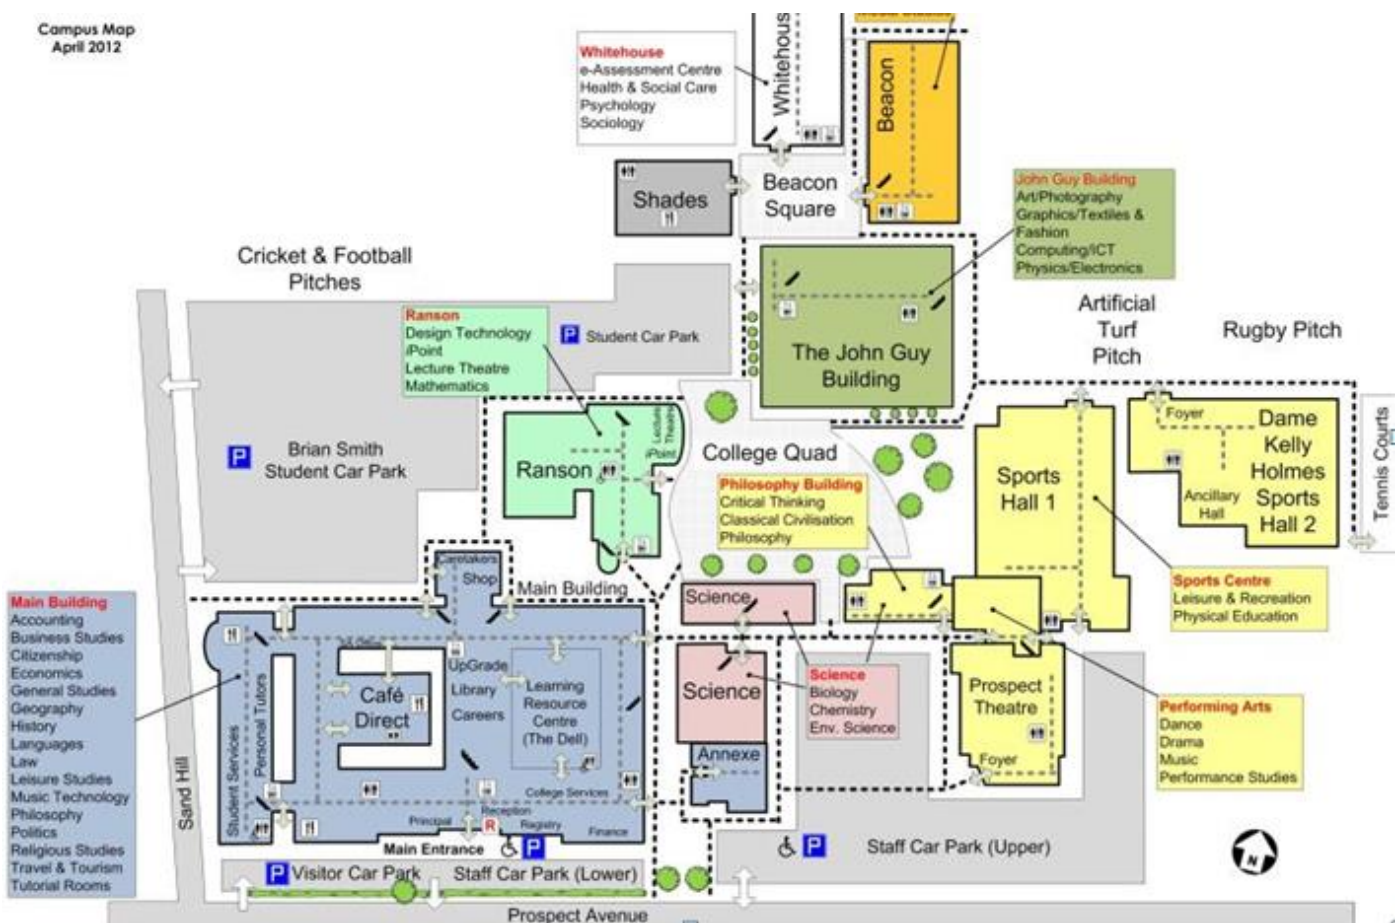 Campus Map
April 2012
Whitehouse
e-Assessment Centre
Health & Social Care
Psychology
Sociology
Whitehouse
Beacon
Shades
Beacon
Square
John Guy Building
Art/Photography
Graphics/Textiles &
Fashion
Computing/ICT
Physics/Electronics
Cricket & Football
Pitches
Ranson
Design Technology
iPoint
Lecture Theatre
Mathematics
P
Student Car Park
The John Guy
Building
Artificial
Turf
Pitch
Rugby Pitch
P
Brian Smith
Student Car Park
Ranson
Lecture
Theatre
iPoint
College Quad
Philosophy Building
Critical Thinking
Classical Civilisation
Philosophy
Sports
Hall 1
Foyer
Dame
Kelly
Holmes
Sports
Hall 2
Ancillary
Hall
Tennis Courts
Sports Centre
Leisure & Recreation
Physical Education
Caretakers
Shop
Main Building
Main Building
Accounting
Business Studies
Citizenship
Economics
General Studies
Geography
History
Languages
Law
Leisure Studies
Music Technology
Philosophy
Politics
Religious Studies
Travel & Tourism
Tutorial Rooms
Sand Hill
Student Services
Personal Tutors
Café
Direct
UpGrade
Library
Careers
Learning
Resource
Centre
(The Dell)
College Services
Principal
Reception
R
Registry
Finance
Main Entrance
P
Science
Science
Annexe
Science
Biology
Chemistry
Env. Science
Prospect
Theatre
Foyer
Performing Arts
Dance
Drama
Music
Performance Studies
P
Visitor Car Park
Staff Car Park (Lower)
P
Staff Car Park (Upper)
N
Prospect Avenue